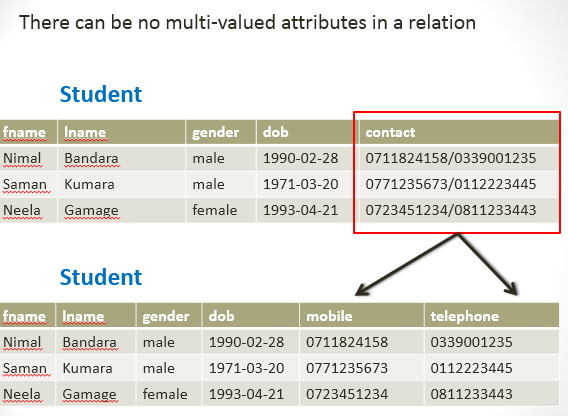 There can be no multi-valued attributes in a relation
Student
fname lname gender dob contact
Nimal Bandara male 1990-02-28 0711824158/0339001235
Saman Kumara male 1971-03-20 0771235673/0112223445
Neela Gamage female 1993-04-21 0723451234/0811233443
Student
fname lname gender dob mobile telephone
Nimal Bandara male 1990-02-28 0711824158 0339001235
Saman Kumara male 1971-03-20 0771235673 0112223445
Neela Gamage female 1993-04-21 0723451234 0811233443